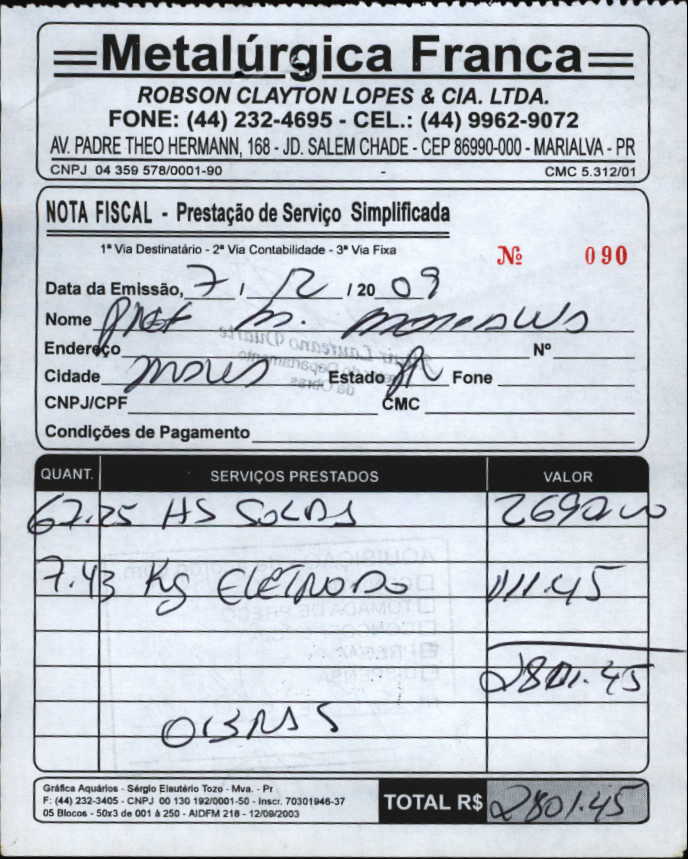 Metalúrgica Franca
ROBSON CLAYTON LOPES & CIA. LTDA.
FONE: (44) 232-4695 - CEL.: (44) 9962-9072
AV. PADRE THEO HERMANN, 168 - JD. SALEM CHADE - CEP 86990-000 - MARIALVA - PR
CNPJ 04 359 578/0001-90 - CMC 5.312/01
NOTA FISCAL - Prestação de Serviço Simplificada
1ª Via Destinatário - 2ª Via Contabilidade - 3ª Via Fixa
Nº 090
Data da Emissão, 7 / 12 / 20 09
Nome Pref M.
Endereço Nº
Cidade Estado PR Fone
CNPJ/CPF CMC
Condições de Pagamento
QUANT. SERVIÇOS PRESTADOS VALOR
67.25 HS SOLDA 2690.00
7.43 Kg ELETRODO 111.45
2801.45
OBRAS
Gráfica Aquários - Sérgio Elautério Tozo - Mva. - Pr
F: (44) 232-3405 - CNPJ 00 130 192/0001-50 - Inscr. 70301946-37
05 Blocos - 50x3 de 001 à 250 - AIDFM 218 - 12/09/2003
TOTAL R$ 2801.45